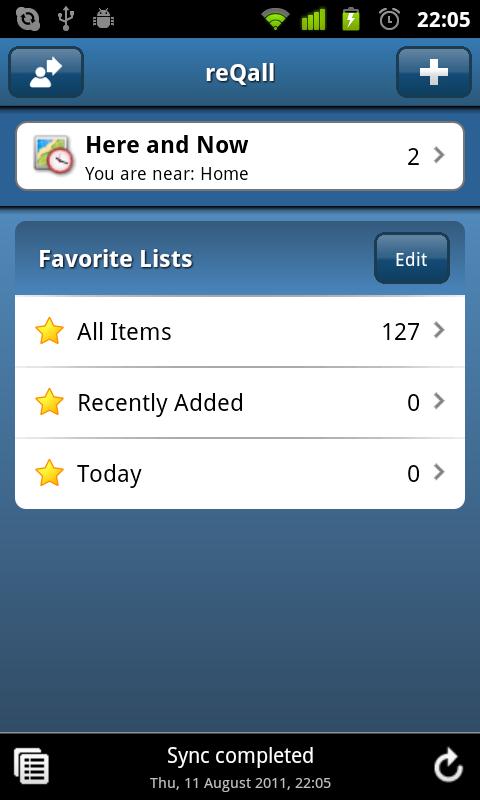 22:05
reQall
Here and Now
2
You are near: Home
Favorite Lists
Edit
All Items
127
Recently Added
0
Today
0
Sync completed
Thu, 11 August 2011, 22:05